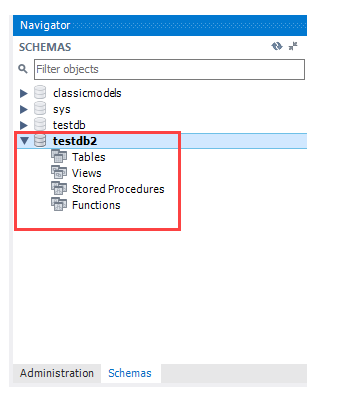 Navigator
SCHEMAS
Filter objects
classicmodels
sys
testdb
testdb2
Tables
Views
Stored Procedures
Functions
Administration Schemas